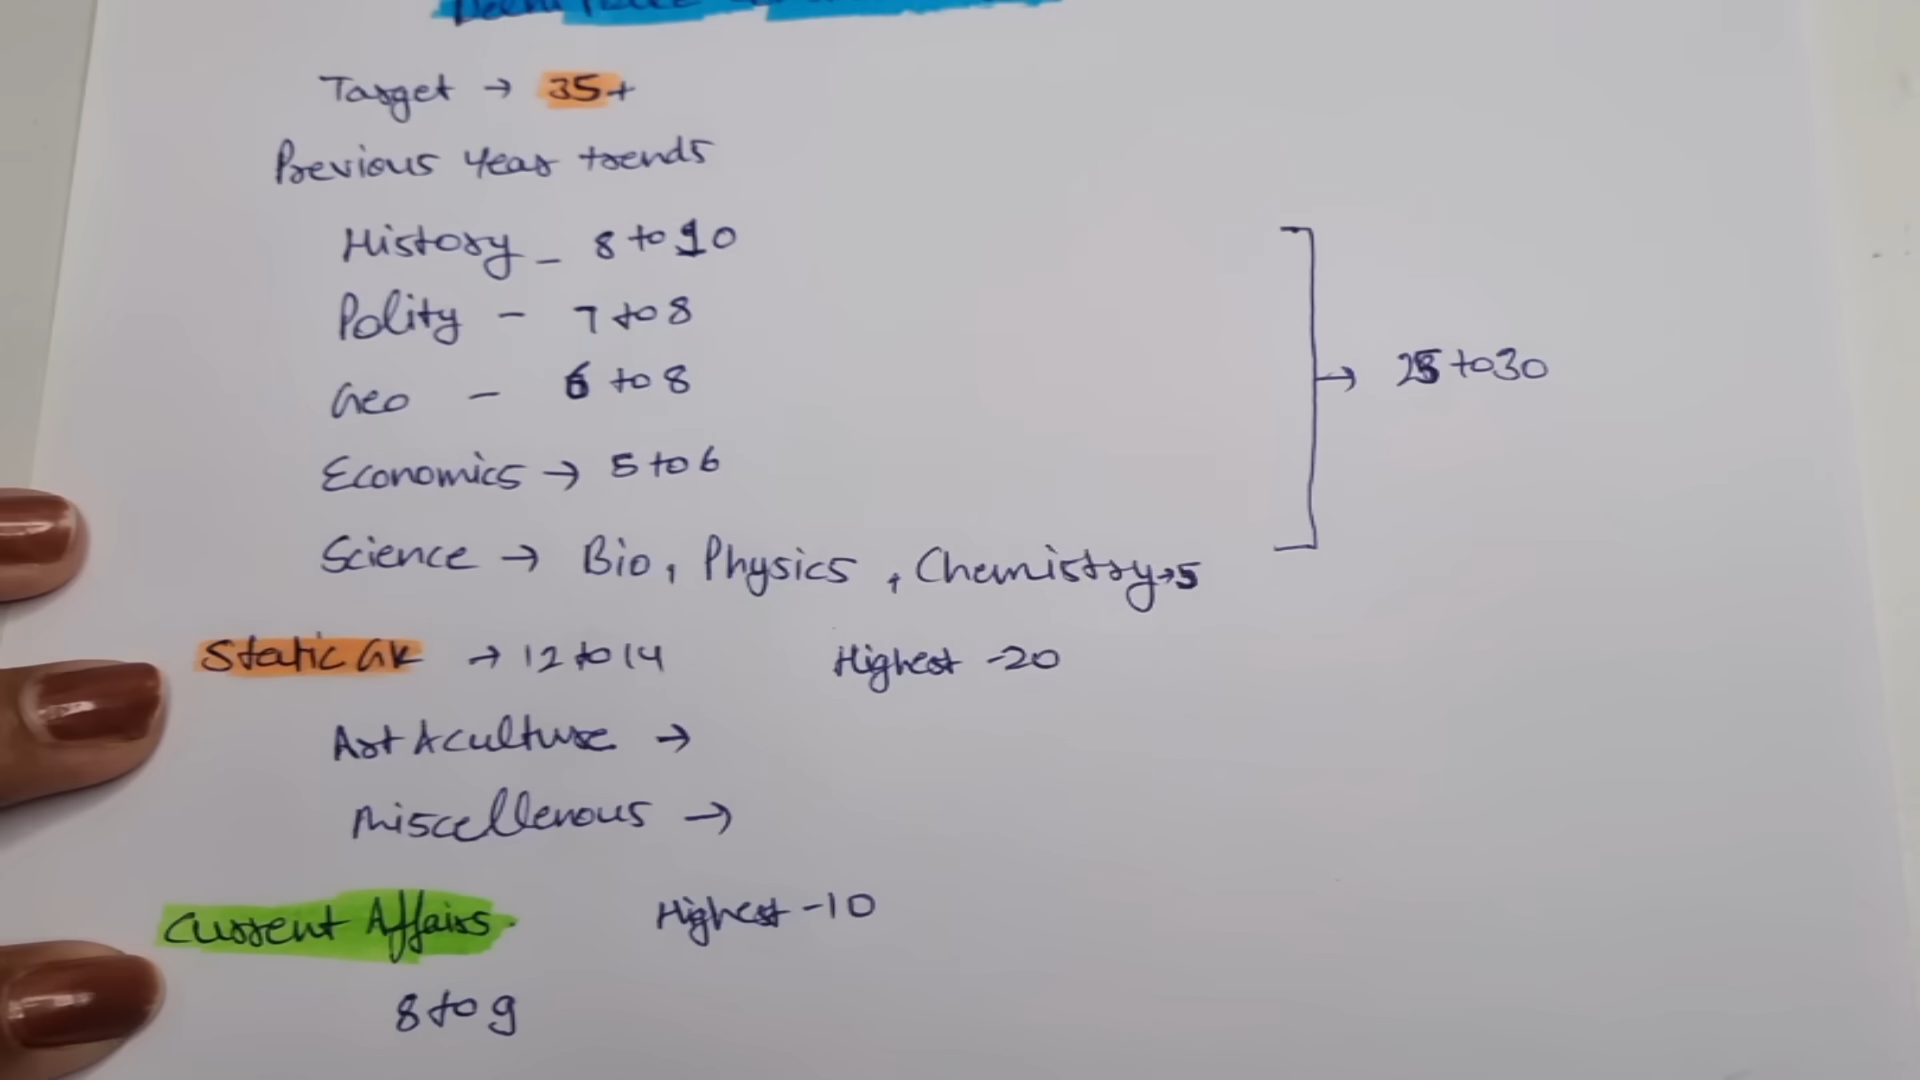 Target → 35+
Previous year trends
History - 8 to 10
Polity - 7 to 8
Geo - 6 to 8
Economics → 5 to 6
25 to 30
Science → Bio, Physics, Chemistry → 5
Static GK → 12 to 14 Highest - 20
Art & Culture →
Miscellenous →
Current Affairs Highest - 10
8 to 9